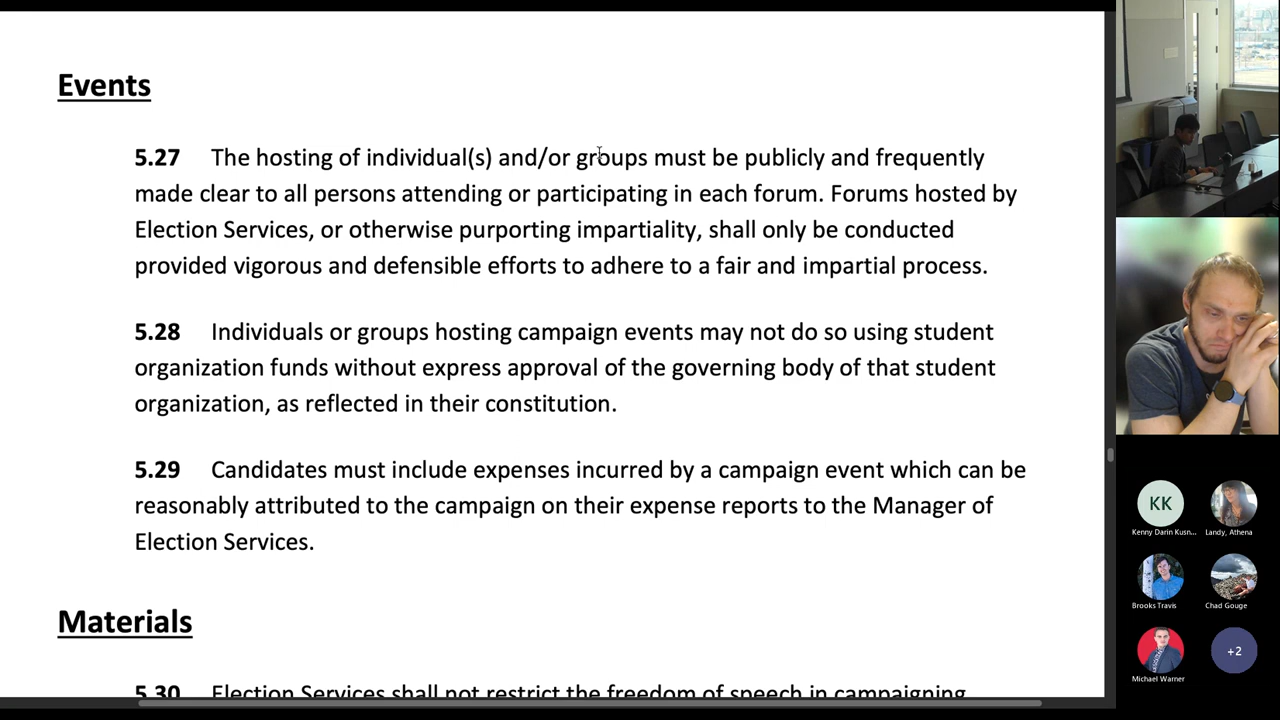 Events
5.27 The hosting of individual(s) and/or groups must be publicly and frequently
made clear to all persons attending or participating in each forum. Forums hosted by
Election Services, or otherwise purporting impartiality, shall only be conducted
provided vigorous and defensible efforts to adhere to a fair and impartial process.
5.28 Individuals or groups hosting campaign events may not do so using student
organization funds without express approval of the governing body of that student
organization, as reflected in their constitution.
5.29 Candidates must include expenses incurred by a campaign event which can be
reasonably attributed to the campaign on their expense reports to the Manager of
Election Services.
Materials
5.30 Election Services shall not restrict the freedom of speech in campaigning
KK
Kenny Darin Kusn...
Landy, Athena
Brooks Travis
Chad Gouge
Michael Warner
+2